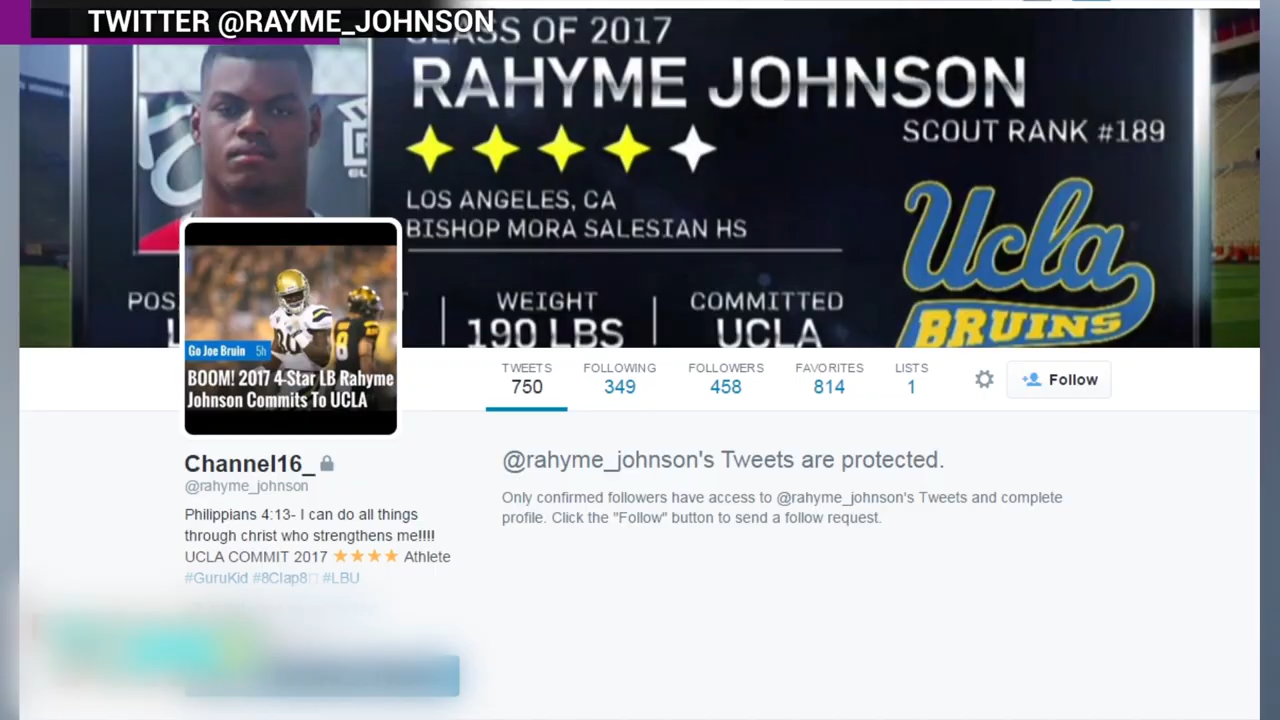 TWITTER @RAYME_JOHNSON
CLASS OF 2017
RAHYME JOHNSON
SCOUT RANK #189
LOS ANGELES, CA
BISHOP MORA SALESIAN HS
Ucla
BRUINS
POS
WEIGHT
COMMITTED
190 LBS
UCLA
Go Joe Bruin 5h
BOOM! 2017 4-Star LB Rahyme
Johnson Commits To UCLA
TWEETS FOLLOWING FOLLOWERS FAVORITES LISTS
750 349 458 814 1
Follow
Channel16_
@rahyme_johnson
Philippians 4:13- I can do all things
through christ who strengthens me!!!!
UCLA COMMIT 2017 ⭐⭐⭐⭐ Athlete
#GuruKid #8Clap8 #LBU
@rahyme_johnson's Tweets are protected.
Only confirmed followers have access to @rahyme_johnson's Tweets and complete
profile. Click the "Follow" button to send a follow request.